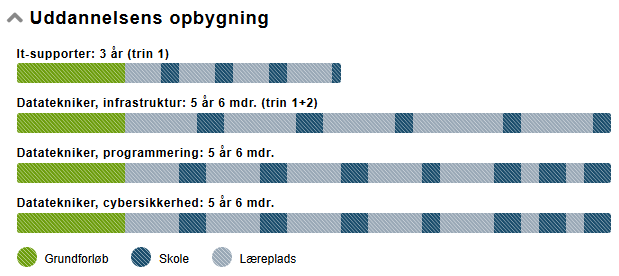 Uddannelsens opbygning
It-supporter: 3 år (trin 1)
Datatekniker, infrastruktur: 5 år 6 mdr. (trin 1+2)
Datatekniker, programmering: 5 år 6 mdr.
Datatekniker, cybersikkerhed: 5 år 6 mdr.
Grundforløb Skole Læreplads